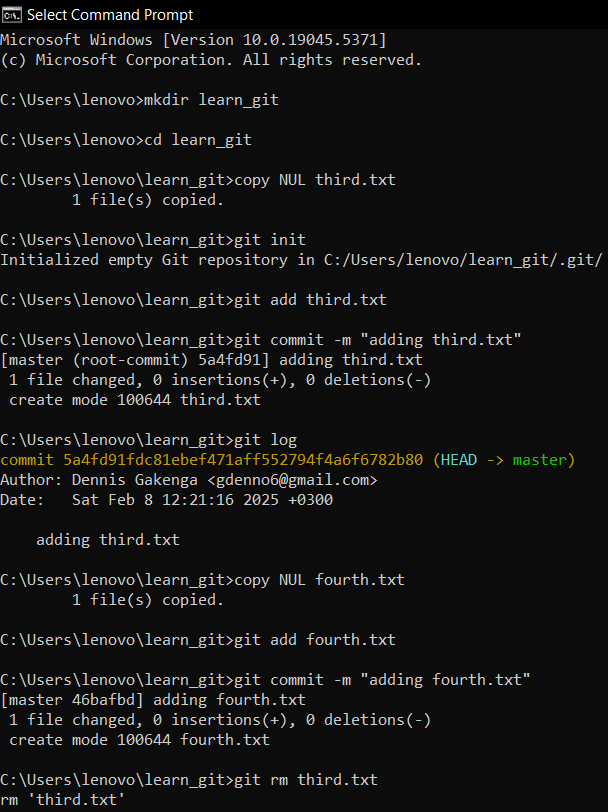 Select Command Prompt
Microsoft Windows [Version 10.0.19045.5371]
(c) Microsoft Corporation. All rights reserved.
C:\Users\lenovo>mkdir learn_git
C:\Users\lenovo>cd learn_git
C:\Users\lenovo\learn_git>copy NUL third.txt
        1 file(s) copied.
C:\Users\lenovo\learn_git>git init
Initialized empty Git repository in C:/Users/lenovo/learn_git/.git/
C:\Users\lenovo\learn_git>git add third.txt
C:\Users\lenovo\learn_git>git commit -m "adding third.txt"
[master (root-commit) 5a4fd91] adding third.txt
 1 file changed, 0 insertions(+), 0 deletions(-)
 create mode 100644 third.txt
C:\Users\lenovo\learn_git>git log
commit 5a4fd91fdc81ebef471aff552794f4a6f6782b80 (HEAD -> master)
Author: Dennis Gakenga <gdenno6@gmail.com>
Date:   Sat Feb 8 12:21:16 2025 +0300
    adding third.txt
C:\Users\lenovo\learn_git>copy NUL fourth.txt
        1 file(s) copied.
C:\Users\lenovo\learn_git>git add fourth.txt
C:\Users\lenovo\learn_git>git commit -m "adding fourth.txt"
[master 46bafbd] adding fourth.txt
 1 file changed, 0 insertions(+), 0 deletions(-)
 create mode 100644 fourth.txt
C:\Users\lenovo\learn_git>git rm third.txt
rm 'third.txt'